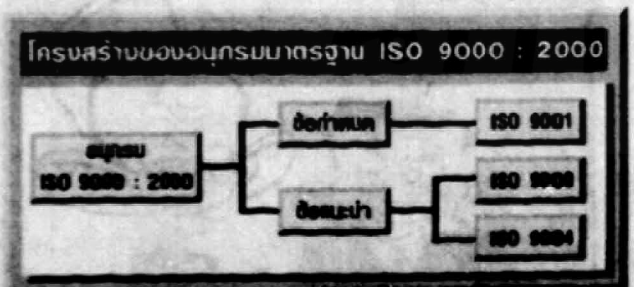 โครงสร้างของอนุกรมมาตรฐาน ISO 9000 : 2000
อนุกรม
ISO 9000 : 2000
ข้อกำหนด
ISO 9001
ข้อแนะนำ
ISO 9000
ISO 9004